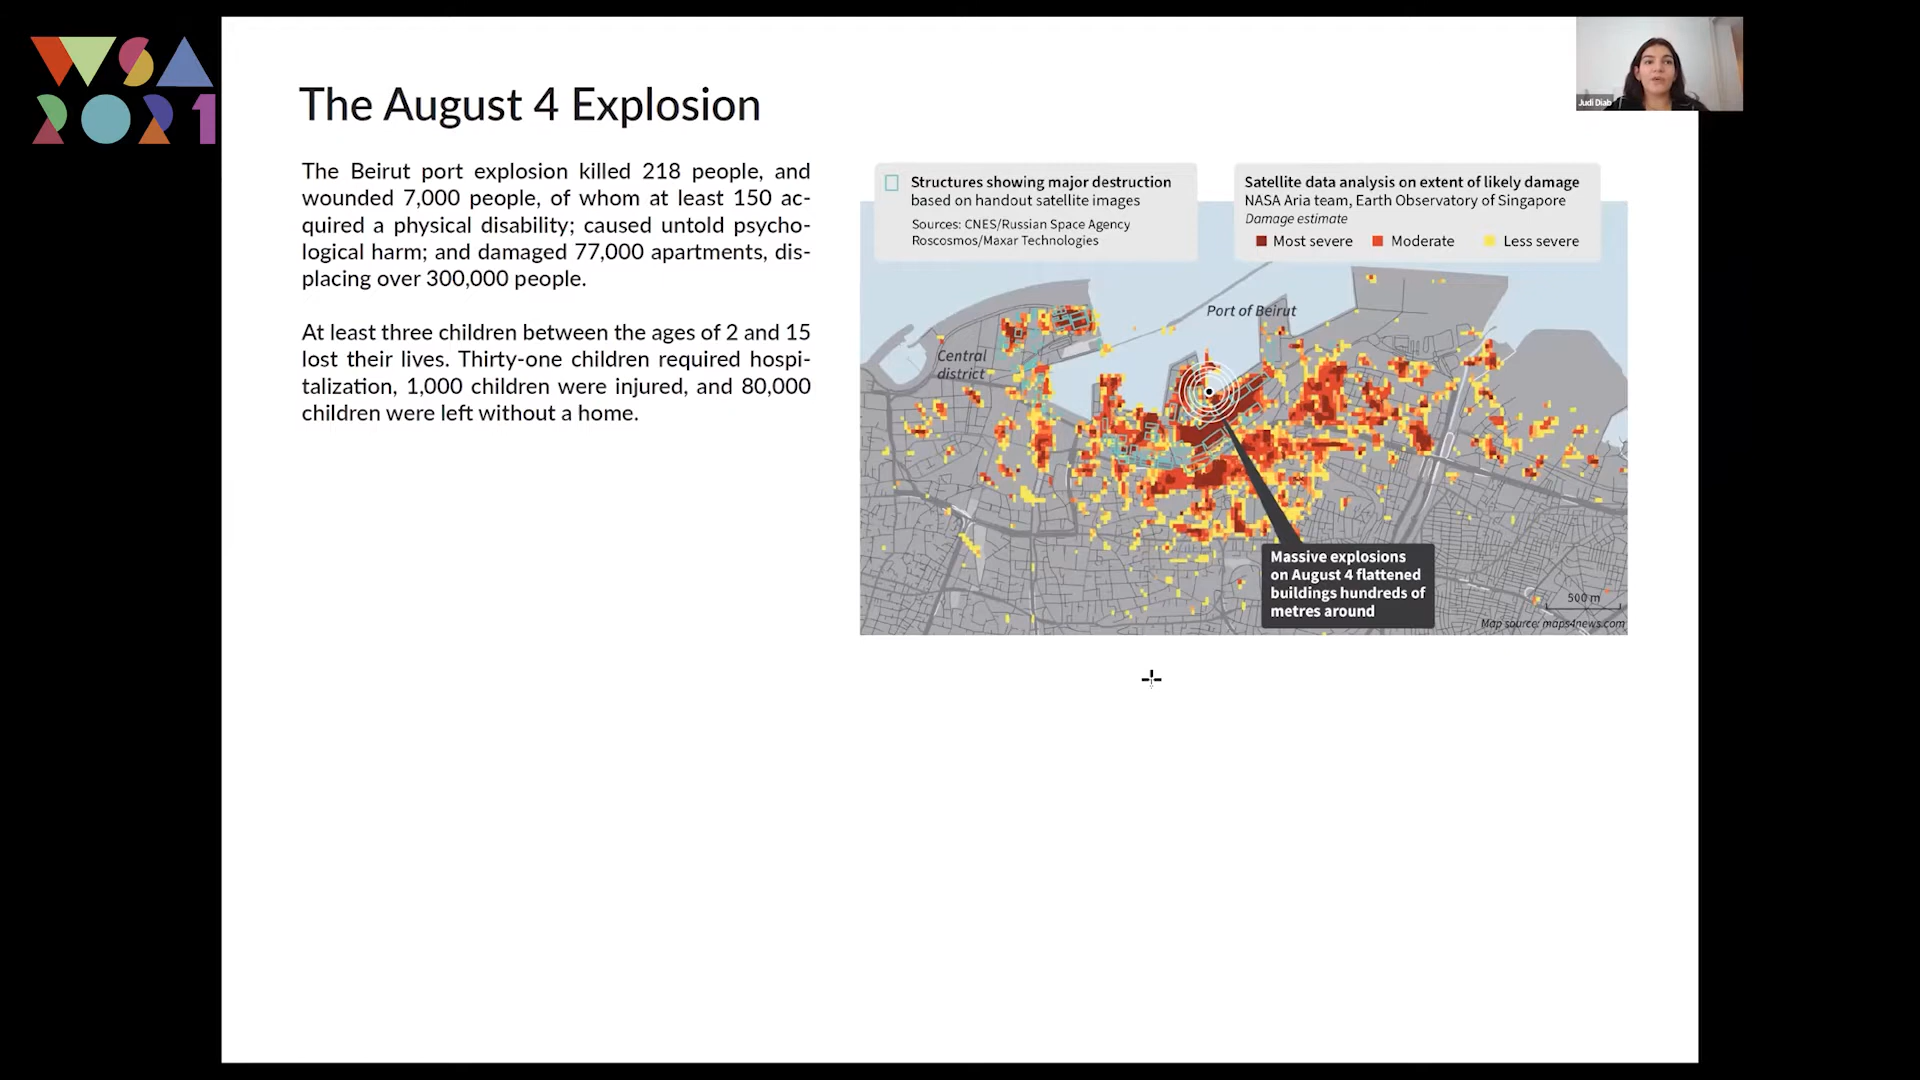 WSA
2021
Judi Diab
The August 4 Explosion
The Beirut port explosion killed 218 people, and
wounded 7,000 people, of whom at least 150 ac-
quired a physical disability; caused untold psycho-
logical harm; and damaged 77,000 apartments, dis-
placing over 300,000 people.
At least three children between the ages of 2 and 15
lost their lives. Thirty-one children required hospi-
talization, 1,000 children were injured, and 80,000
children were left without a home.
Structures showing major destruction
based on handout satellite images
Sources: CNES/Russian Space Agency
Roscosmos/Maxar Technologies
Satellite data analysis on extent of likely damage
NASA Aria team, Earth Observatory of Singapore
Damage estimate
Most severe Moderate Less severe
Port of Beirut
Central
district
Massive explosions
on August 4 flattened
buildings hundreds of
metres around
500 m
Map source: maps4news.com